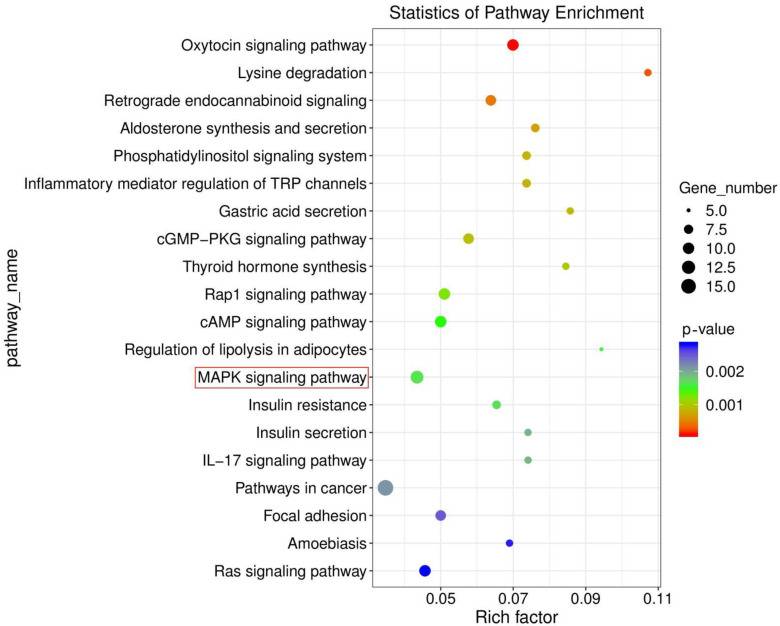 Statistics of Pathway Enrichment
Oxytocin signaling pathway
Lysine degradation
Retrograde endocannabinoid signaling
Aldosterone synthesis and secretion
Phosphatidylinositol signaling system
Inflammatory mediator regulation of TRP channels
Gastric acid secretion
cGMP−PKG signaling pathway
Thyroid hormone synthesis
Rap1 signaling pathway
cAMP signaling pathway
Regulation of lipolysis in adipocytes
MAPK signaling pathway
Insulin resistance
Insulin secretion
IL−17 signaling pathway
Pathways in cancer
Focal adhesion
Amoebiasis
Ras signaling pathway
pathway_name
0.05 0.07 0.09 0.11
Rich factor
Gene_number
5.0
7.5
10.0
12.5
15.0
p-value
0.002
0.001